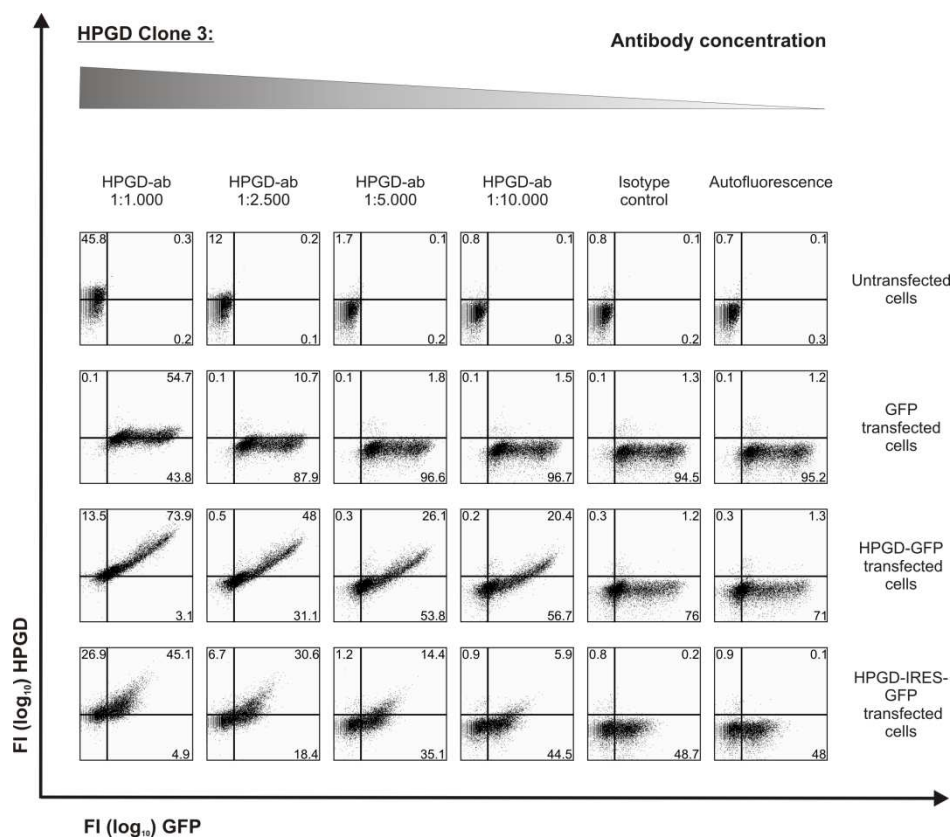 HPGD Clone 3:
Antibody concentration
HPGD-ab
1:1.000
HPGD-ab
1:2.500
HPGD-ab
1:5.000
HPGD-ab
1:10.000
Isotype
control
Autofluorescence
45.8 0.3 12 0.2 1.7 0.1 0.8 0.1 0.8 0.1 0.7 0.1
Untransfected
cells
0.2 0.1 0.2 0.3 0.2 0.3
0.1 54.7 0.1 10.7 0.1 1.8 0.1 1.5 0.1 1.3 0.1 1.2
GFP
transfected
cells
43.8 87.9 96.6 96.7 94.5 95.2
13.5 73.9 0.5 48 0.3 26.1 0.2 20.4 0.3 1.2 0.3 1.3
HPGD-GFP
transfected
cells
3.1 31.1 53.8 56.7 76 71
26.9 45.1 6.7 30.6 1.2 14.4 0.9 5.9 0.8 0.2 0.9 0.1
HPGD-IRES-
GFP
transfected
cells
4.9 18.4 35.1 44.5 48.7 48
FI (log₁₀) HPGD
FI (log₁₀) GFP